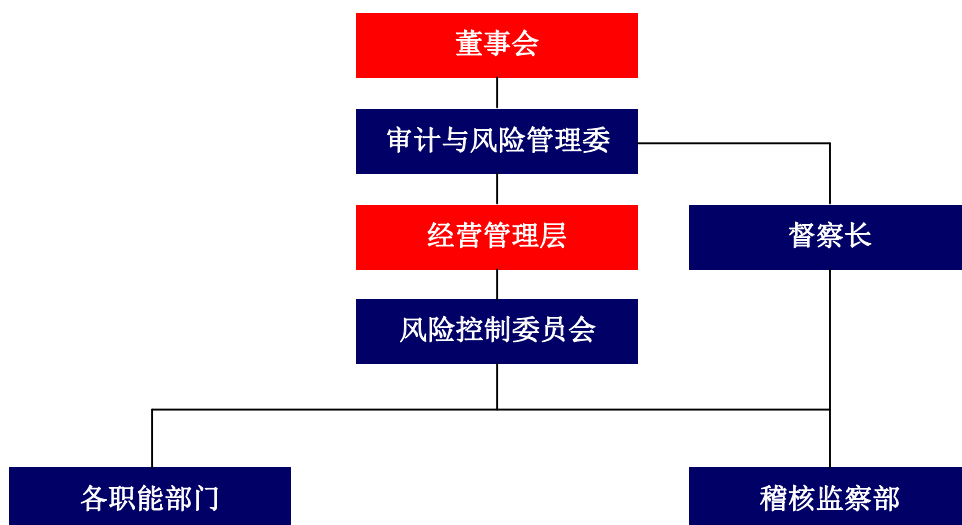 董事会
审计与风险管理委
经营管理层
督察长
风险控制委员会
各职能部门
稽核监察部